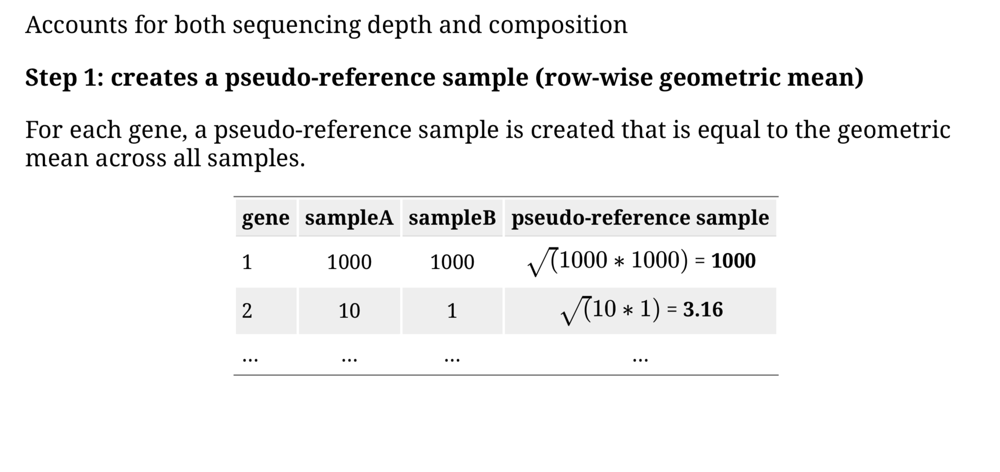 Accounts for both sequencing depth and composition
Step 1: creates a pseudo-reference sample (row-wise geometric mean)
For each gene, a pseudo-reference sample is created that is equal to the geometric
mean across all samples.
gene sampleA sampleB pseudo-reference sample
1 1000 1000 √(1000 * 1000) = 1000
2 10 1 √(10 * 1) = 3.16
... ... ... ...